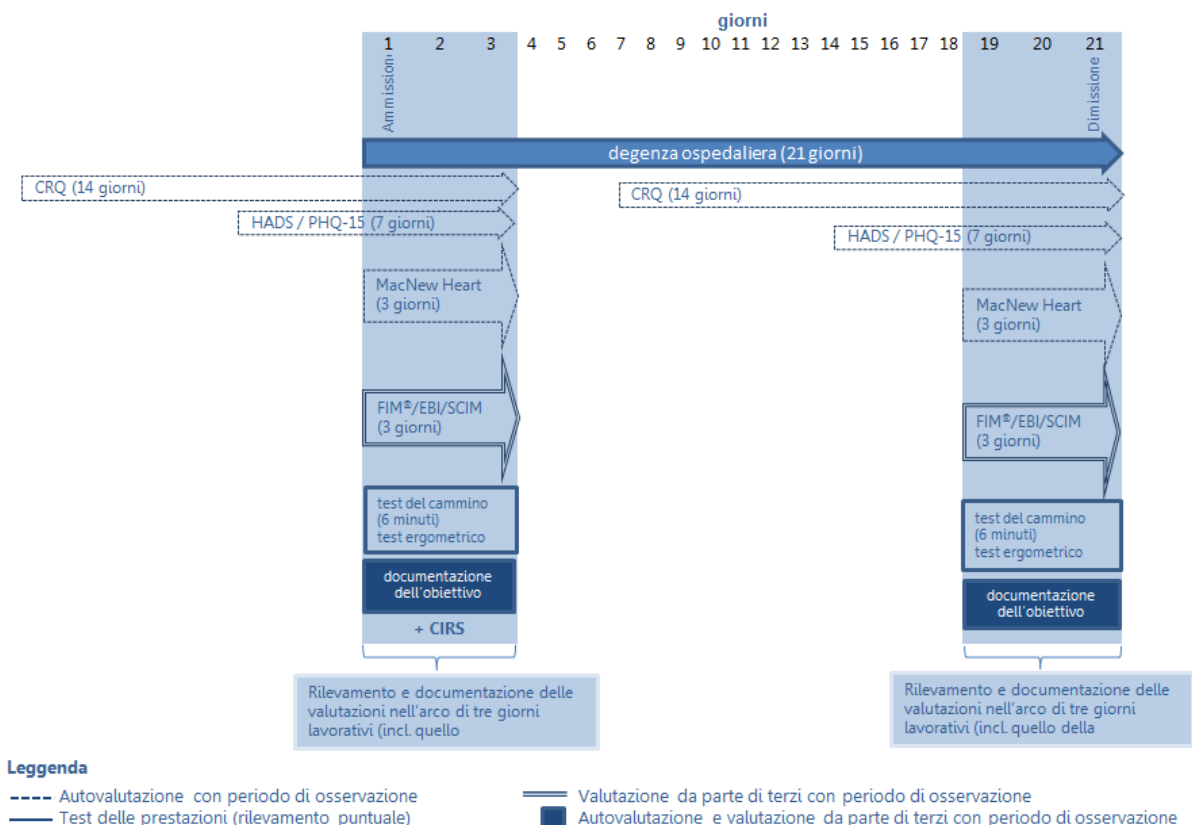 giorni
1 2 3 4 5 6 7 8 9 10 11 12 13 14 15 16 17 18 19 20 21
Ammissione
Dimissione
degenza ospedaliera (21 giorni)
CRQ (14 giorni)
CRQ (14 giorni)
HADS / PHQ-15 (7 giorni)
HADS / PHQ-15 (7 giorni)
MacNew Heart
(3 giorni)
MacNew Heart
(3 giorni)
FIM®/EBI/SCIM
(3 giorni)
FIM®/EBI/SCIM
(3 giorni)
test del cammino
(6 minuti)
test ergometrico
test del cammino
(6 minuti)
test ergometrico
documentazione
dell'obiettivo
documentazione
dell'obiettivo
+ CIRS
Rilevamento e documentazione delle
valutazioni nell'arco di tre giorni
lavorativi (incl. quello
Rilevamento e documentazione delle
valutazioni nell'arco di tre giorni
lavorativi (incl. quello della
Leggenda
Autovalutazione con periodo di osservazione
Valutazione da parte di terzi con periodo di osservazione
Test delle prestazioni (rilevamento puntuale)
Autovalutazione e valutazione da parte di terzi con periodo di osservazione